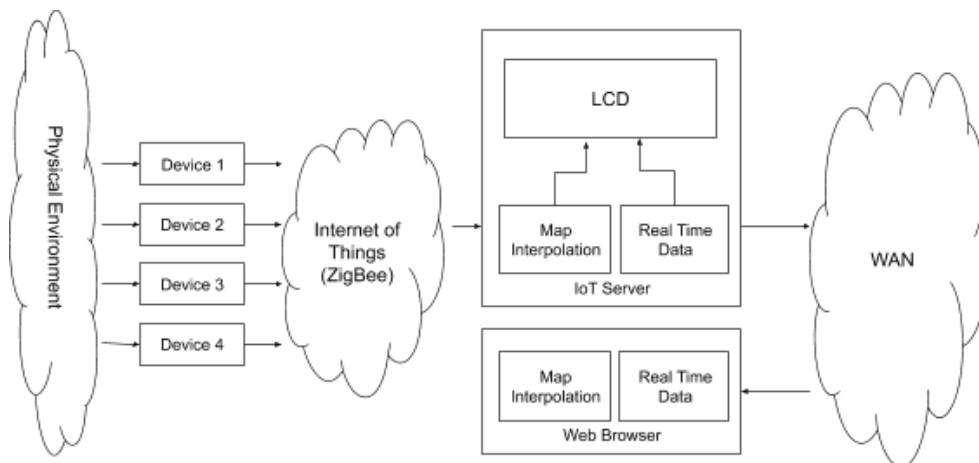 Physical Environment
Device 1
Device 2
Device 3
Device 4
Internet of
Things
(ZigBee)
LCD
Map
Interpolation
Real Time
Data
IoT Server
Map
Interpolation
Real Time
Data
Web Browser
WAN